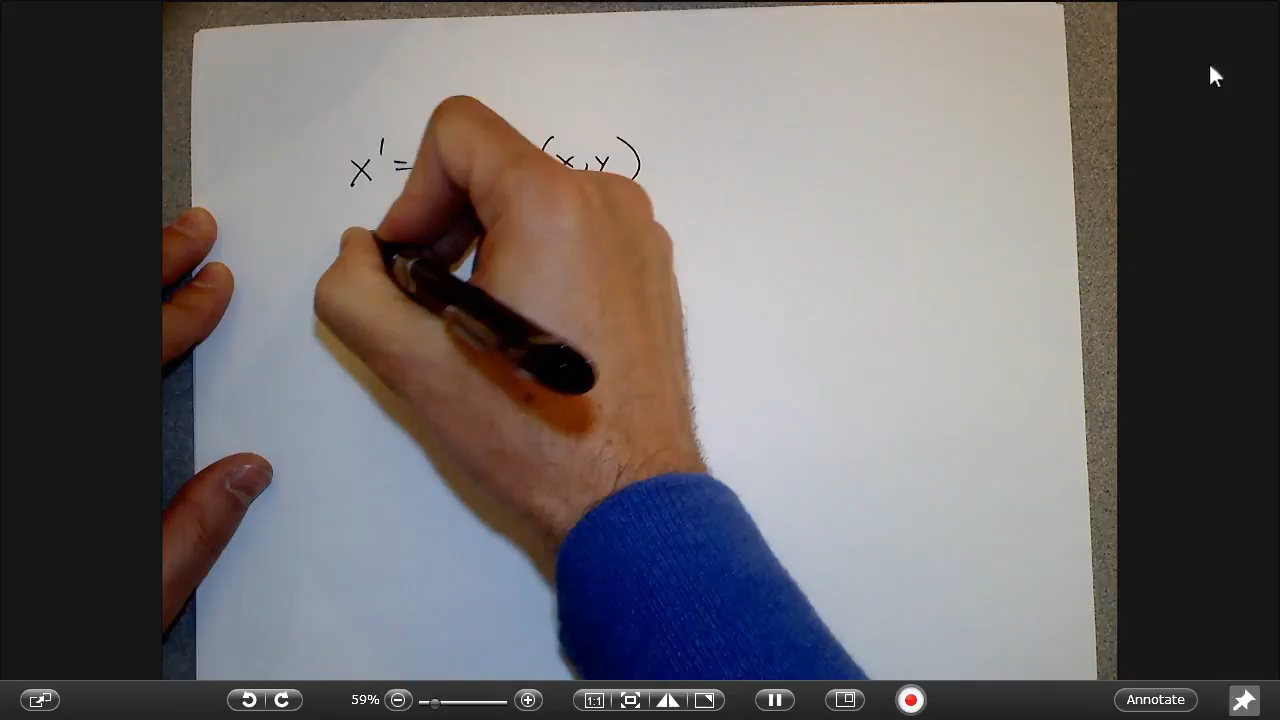 x' = (x, y)
59%
1:1
Annotate